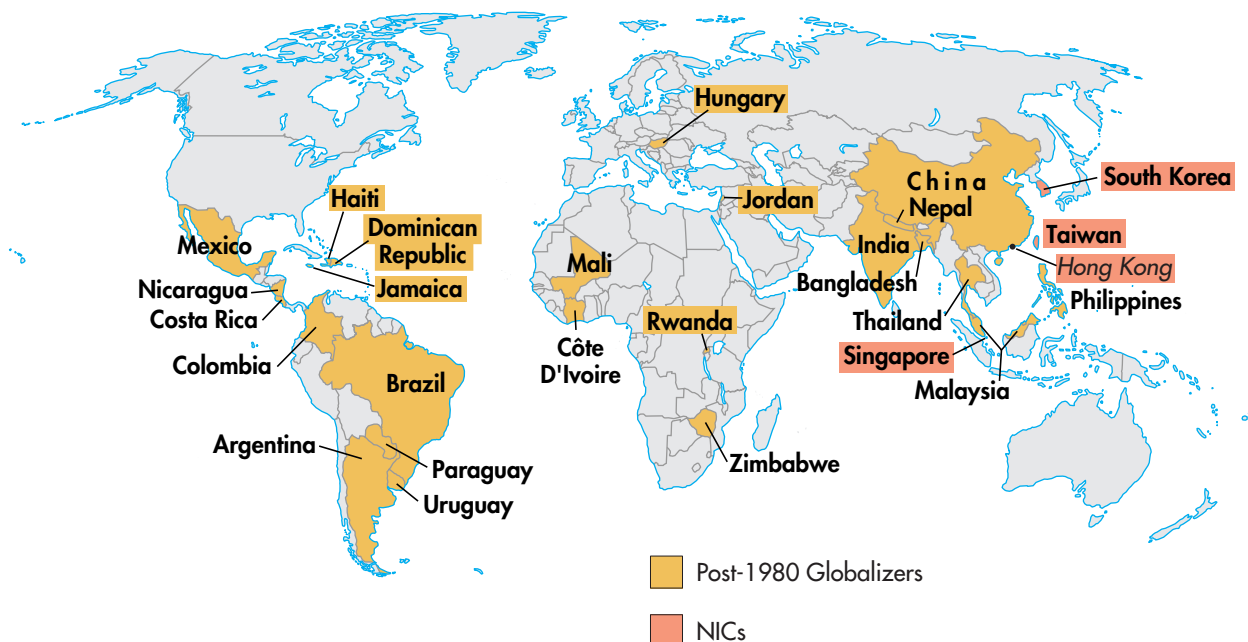 Hungary
South Korea
China
Nepal
Jordan
Haiti
Dominican
Republic
Taiwan
Mexico
India
Mali
Hong Kong
Bangladesh
Jamaica
Nicaragua
Philippines
Costa Rica
Thailand
Rwanda
Côte
D'Ivoire
Singapore
Colombia
Brazil
Malaysia
Argentina
Zimbabwe
Paraguay
Uruguay
Post-1980 Globalizers
NICs